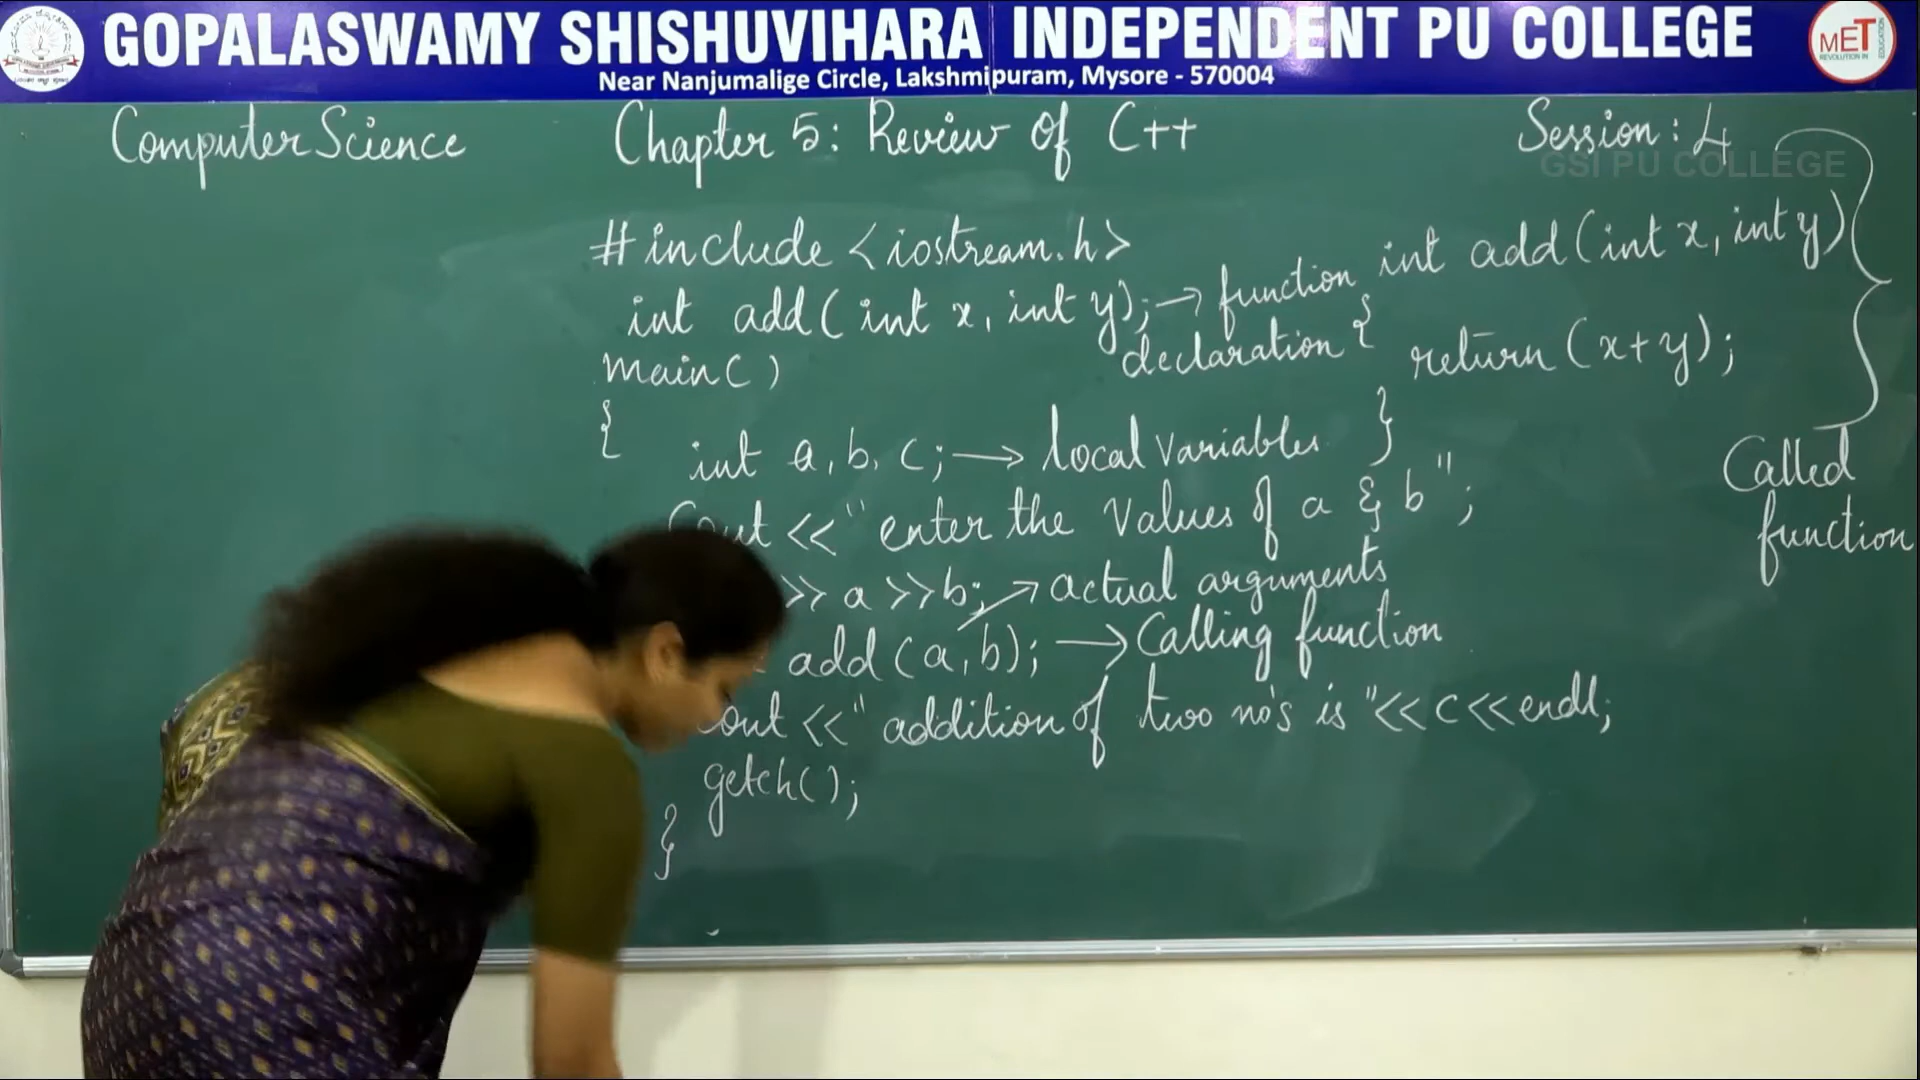 GOPALASWAMY SHISHUVIHARA INDEPENDENT PU COLLEGE
Near Nanjumalige Circle, Lakshmipuram, Mysore - 570004
MET
Computer Science
Chapter 5: Review of C++
Session: 4
GSI PU COLLEGE
#include <iostream.h>
int add(int x, int y); → function declaration
main()
{
int a, b, c; → local variables
Cout << "enter the Values of a & b";
>> a >>b;
add(a,b); → Calling function
→ actual arguments
cout << "addition of two no's is "<<c<<endl;
getch();
}
int add(int x, int y)
{
return (x+y);
}
Called
function